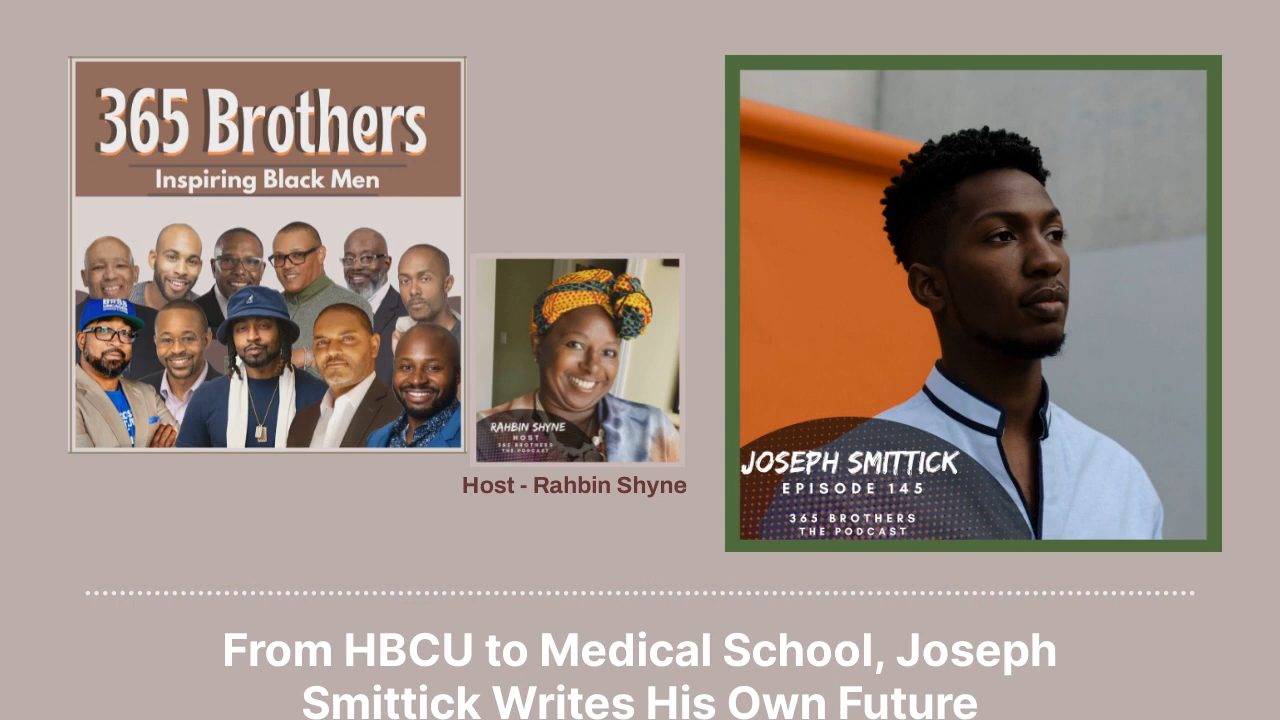 365 Brothers
Inspiring Black Men
RAHBIN SHYNE
HOST
365 BROTHERS
THE PODCAST
Host - Rahbin Shyne
JOSEPH SMITTICK
EPISODE 145
365 BROTHERS
THE PODCAST
From HBCU to Medical School, Joseph
Smittick Writes His Own Future